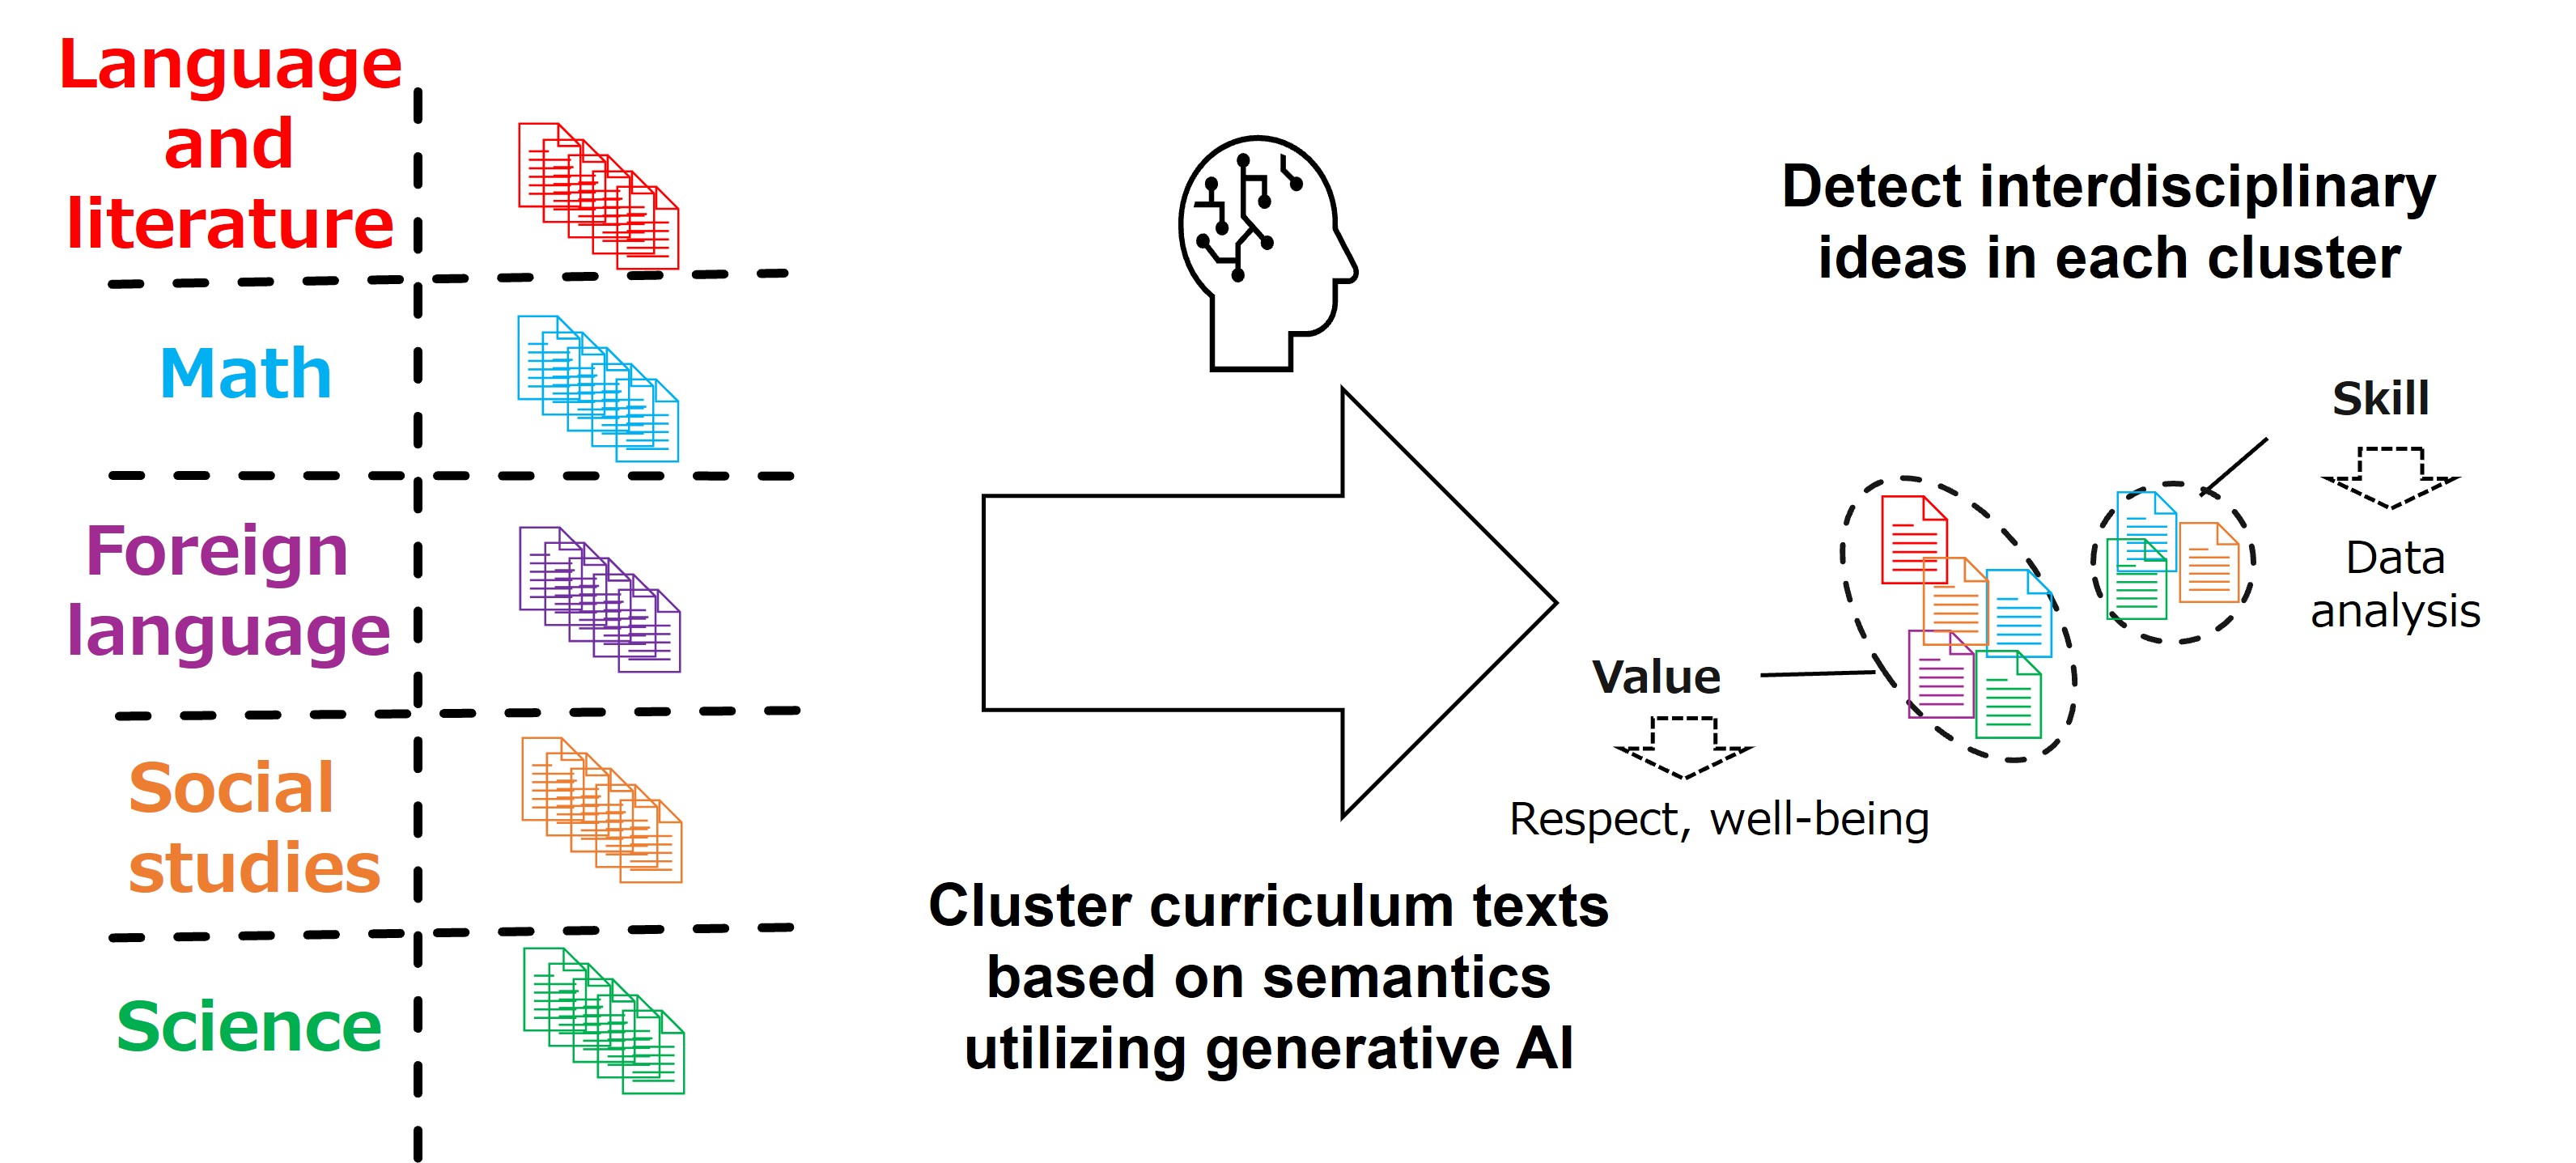 Language
and
literature
Math
Foreign
language
Social
studies
Science
Cluster curriculum texts
based on semantics
utilizing generative AI
Detect interdisciplinary
ideas in each cluster
Skill
Data
analysis
Value
Respect, well-being